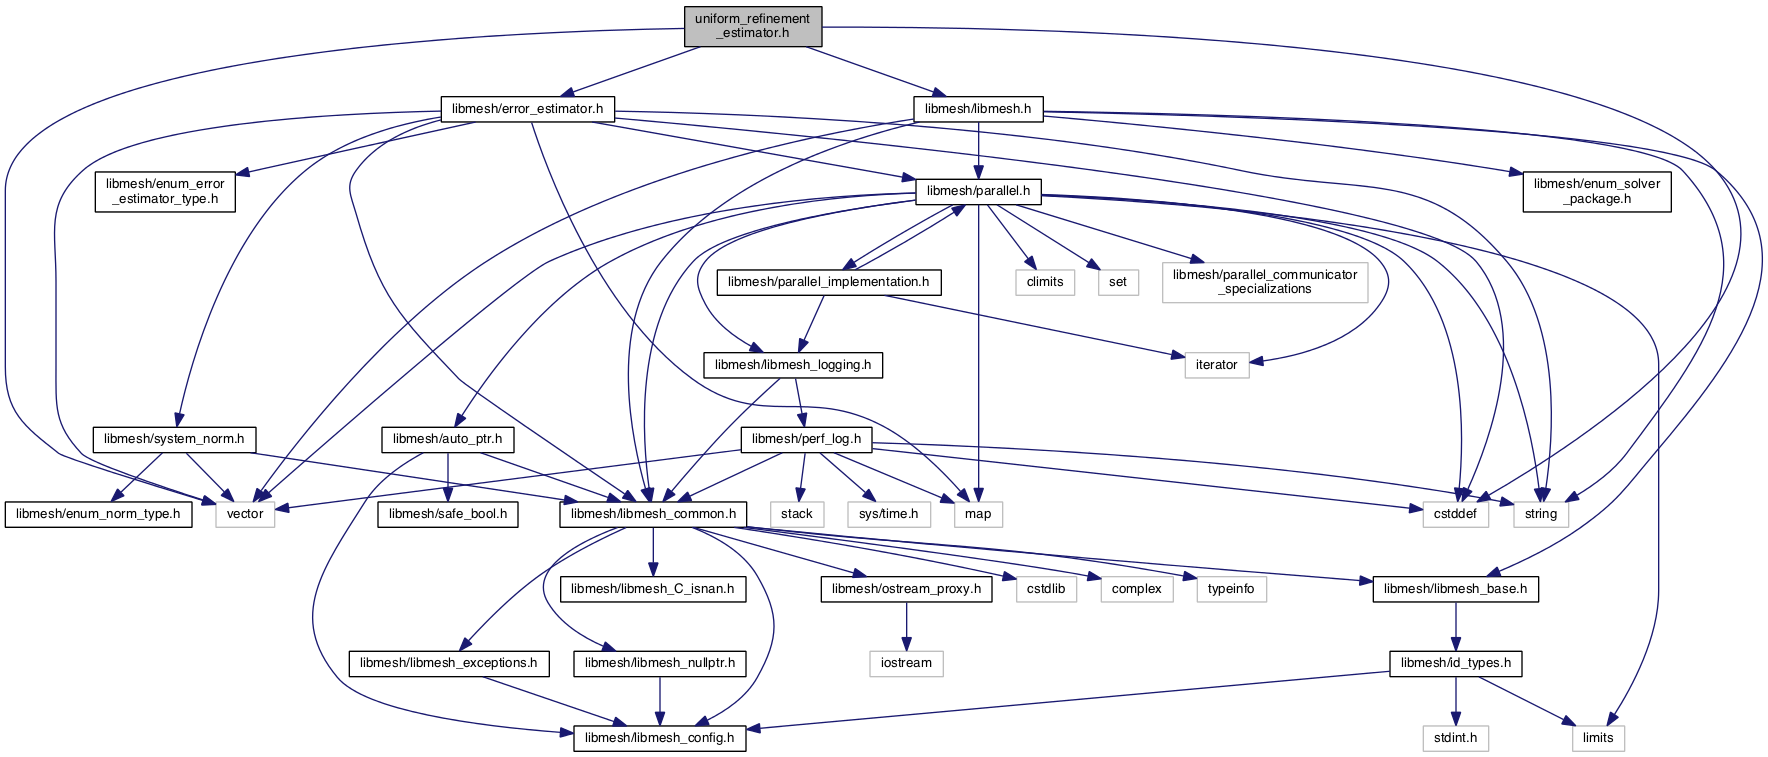 uniform_refinement
_estimator.h
libmesh/error_estimator.h
libmesh/libmesh.h
libmesh/enum_error
_estimator_type.h
libmesh/parallel.h
libmesh/enum_solver
_package.h
libmesh/parallel_implementation.h
climits
set
libmesh/parallel_communicator
_specializations
libmesh/libmesh_logging.h
iterator
libmesh/system_norm.h
libmesh/auto_ptr.h
libmesh/perf_log.h
libmesh/enum_norm_type.h
vector
libmesh/safe_bool.h
libmesh/libmesh_common.h
stack
sys/time.h
map
cstddef
string
libmesh/libmesh_C_isnan.h
libmesh/ostream_proxy.h
cstdlib
complex
typeinfo
libmesh/libmesh_base.h
libmesh/libmesh_exceptions.h
libmesh/libmesh_nullptr.h
iostream
libmesh/id_types.h
libmesh/libmesh_config.h
stdint.h
limits